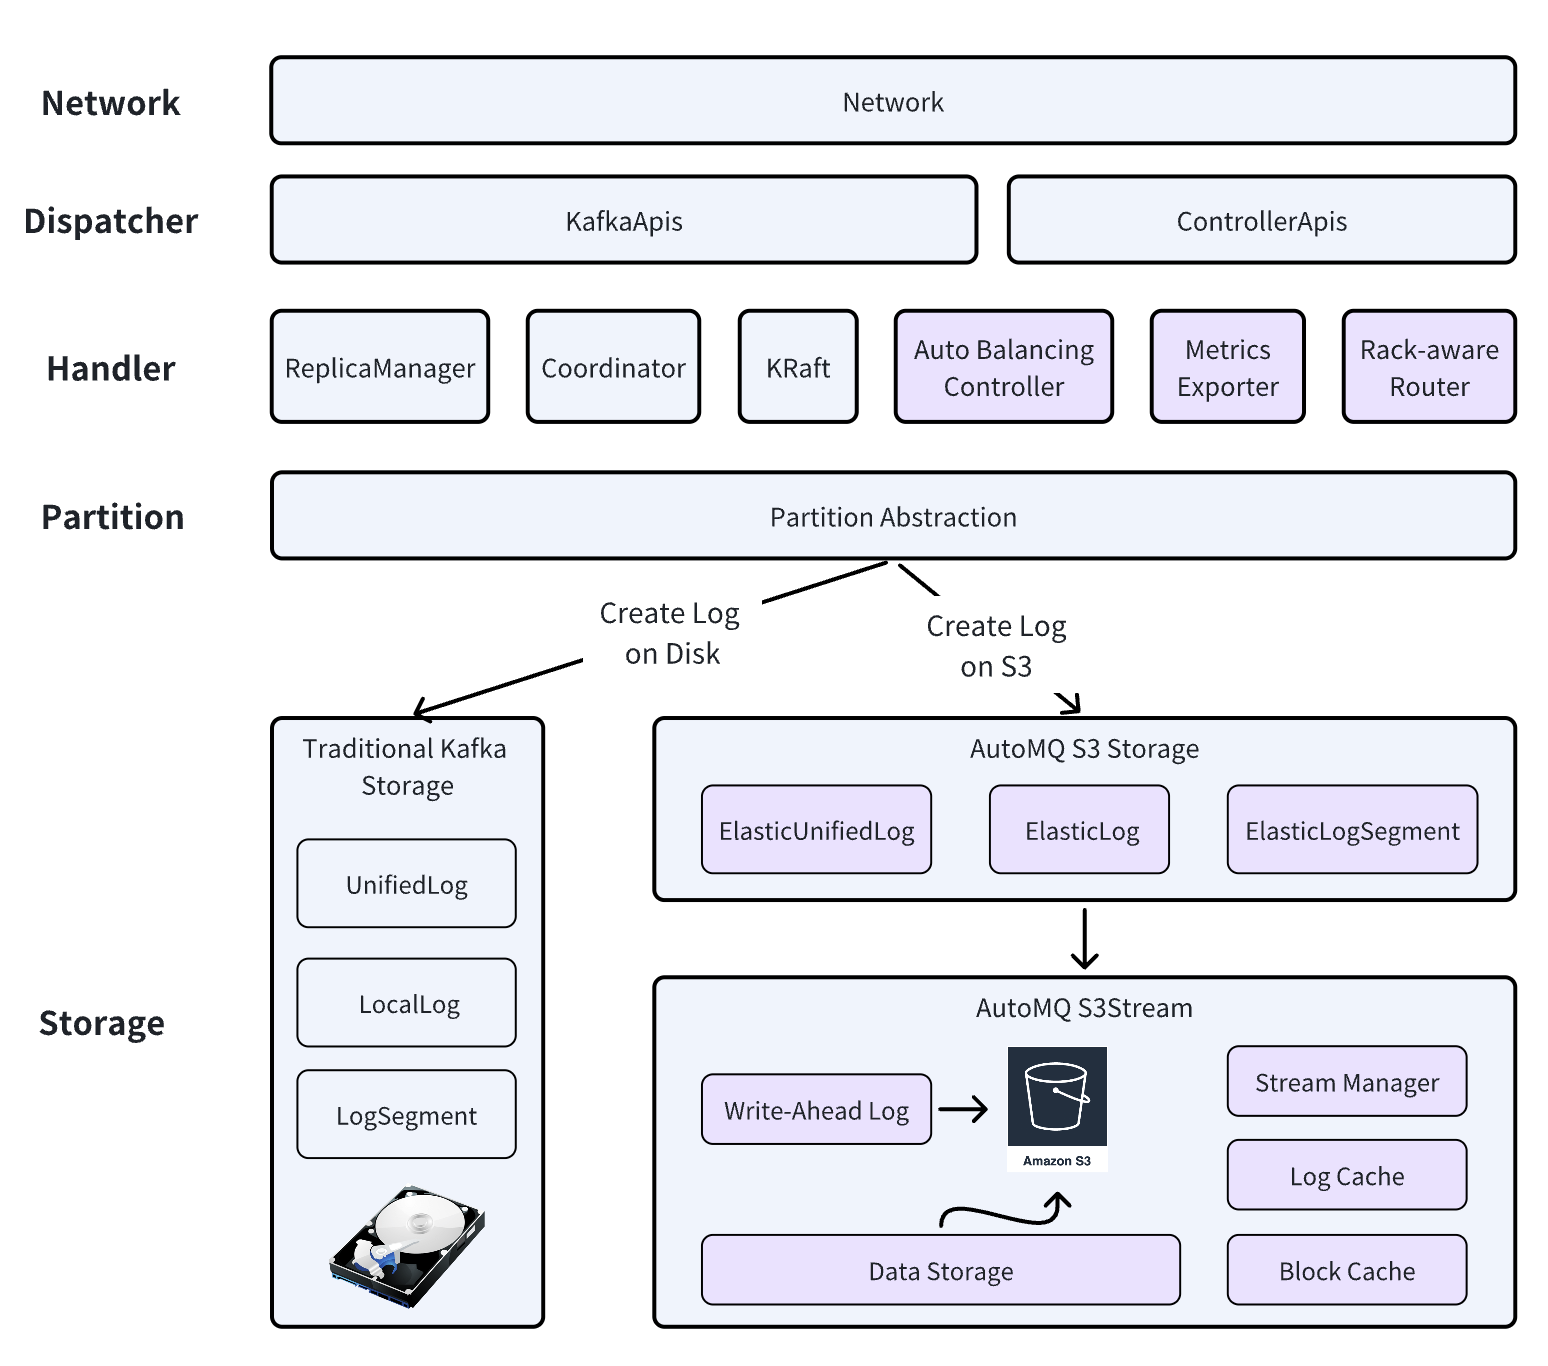 Network
Network
Dispatcher
KafkaApis
ControllerApis
Handler
ReplicaManager
Coordinator
KRaft
Auto Balancing
Controller
Metrics
Exporter
Rack-aware
Router
Partition
Partition Abstraction
Create Log
on Disk
Create Log
on S3
Storage
Traditional Kafka
Storage
UnifiedLog
LocalLog
LogSegment
AutoMQ S3 Storage
ElasticUnifiedLog
ElasticLog
ElasticLogSegment
AutoMQ S3Stream
Write-Ahead Log
Amazon S3
Data Storage
Stream Manager
Log Cache
Block Cache